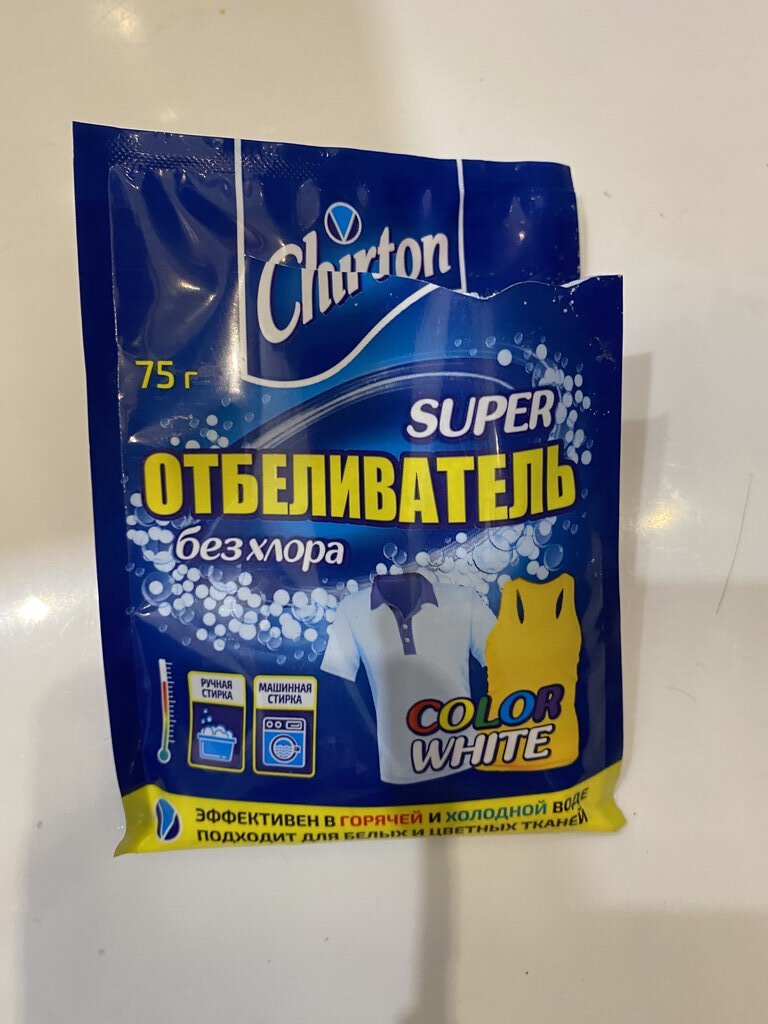 Chirton
75 г
SUPER
ОТБЕЛИВАТЕЛЬ
без хлора
РУЧНАЯ
СТИРКА
МАШИННАЯ
СТИРКА
COLOR
WHITE
ЭФФЕКТИВЕН В ГОРЯЧЕЙ И ХОЛОДНОЙ ВОДЕ
ПОДХОДИТ ДЛЯ БЕЛЫХ И ЦВЕТНЫХ ТКАНЕЙ